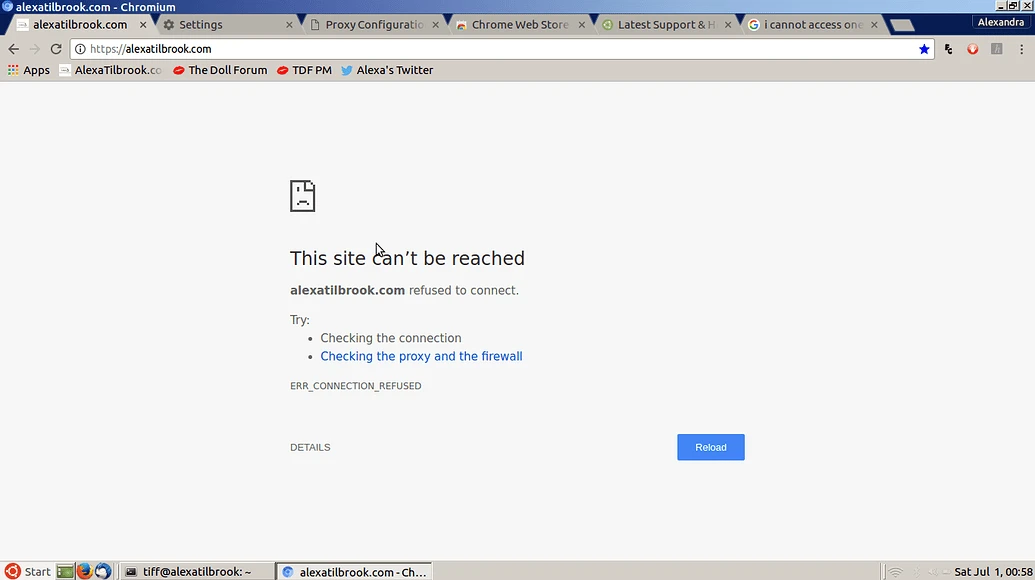 alexatilbrook.com - Chromium
alexatilbrook.com Settings Proxy Configuratio Chrome Web Store Latest Support & H i cannot access one Alexandra
https://alexatilbrook.com
Apps AlexaTilbrook.co The Doll Forum TDF PM Alexa's Twitter
This site can’t be reached
alexatilbrook.com refused to connect.
Try:
• Checking the connection
• Checking the proxy and the firewall
ERR_CONNECTION_REFUSED
DETAILS Reload
Start tiff@alexatilbrook: ~ alexatilbrook.com - Ch... Sat Jul 1, 00:58